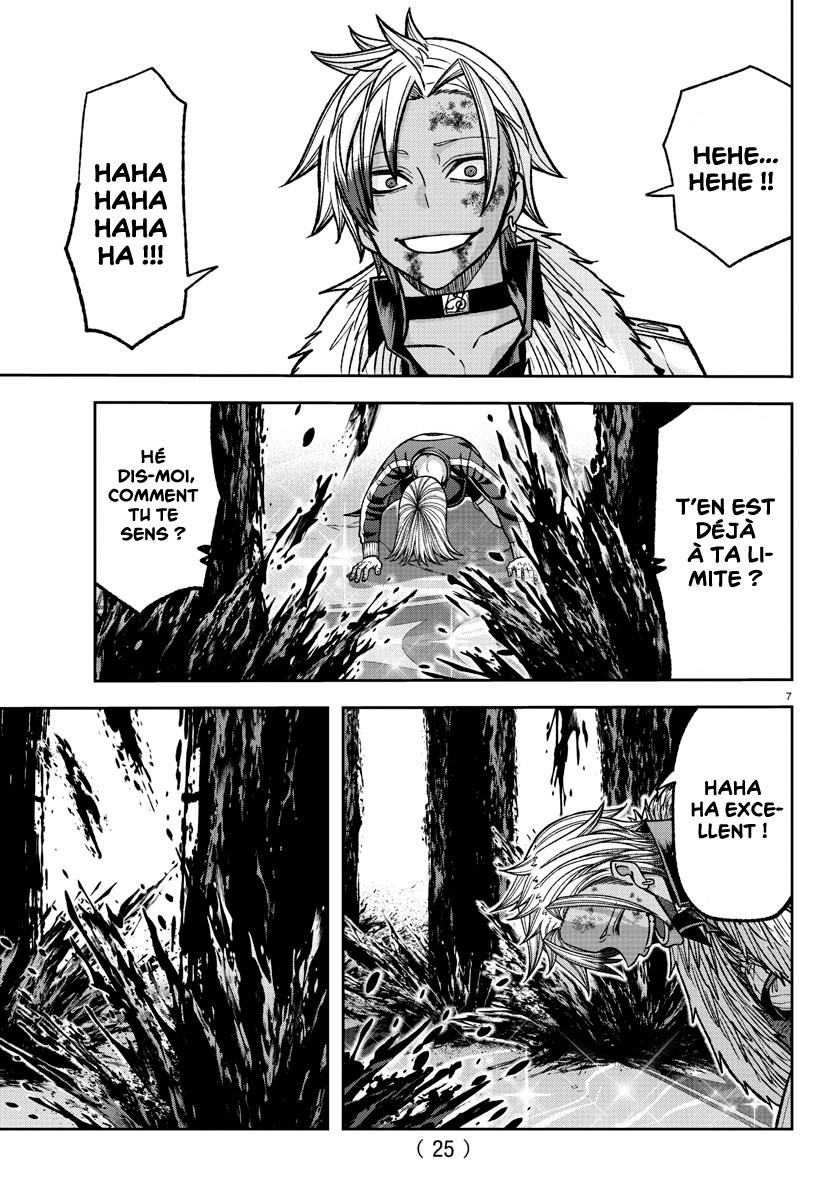 HEHE...
HEHE !!
HAHA
HAHA
HAHA
HA !!!
T'EN EST
DÉJÀ
À TA LI-
MITE ?
HÉ
DIS-MOI,
COMMENT
TU TE
SENS ?
7
HAHA
HA EXCE-
LLENT !
( 25 )